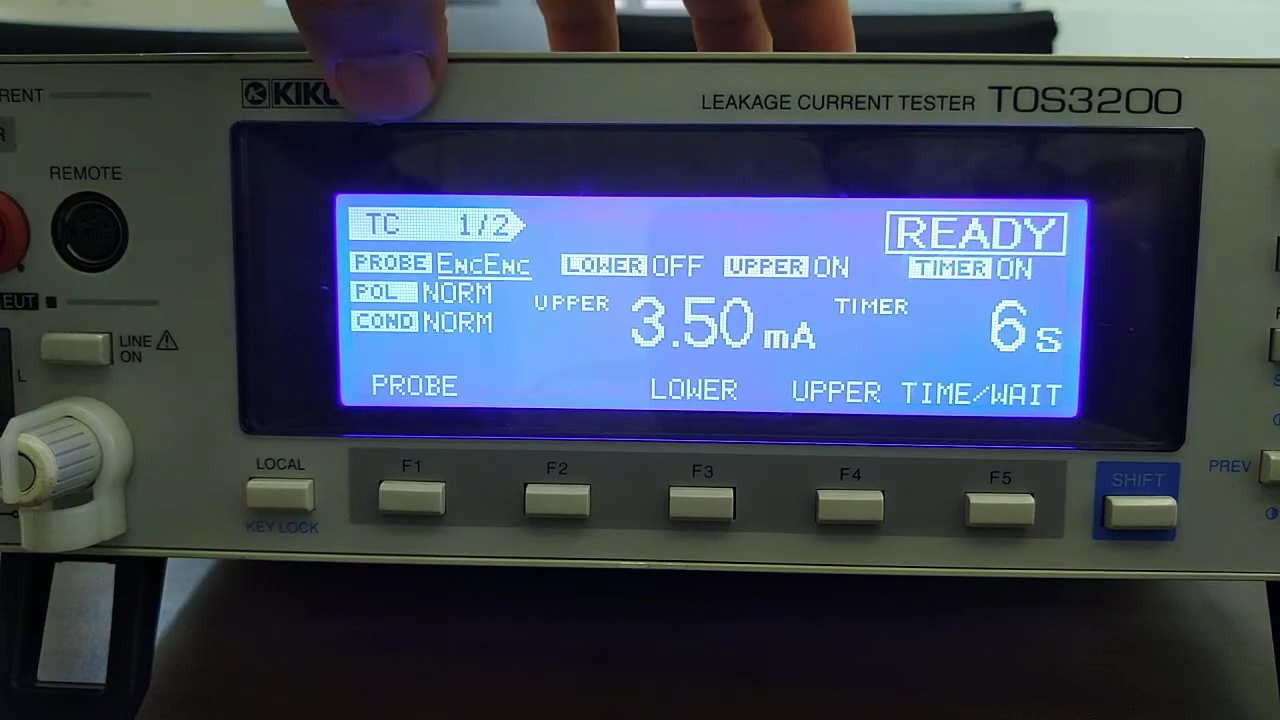 RENT
KIKU
LEAKAGE CURRENT TESTER TOS3200
R
REMOTE
TC 1/2
READY
PROBE EncEnc LOWER OFF UPPER ON TIMER ON
POL NORM
COND NORM
UPPER 3.50 mA TIMER 6 s
EUT
LINE ON
L
PROBE LOWER UPPER TIME/WAIT
LOCAL
F1 F2 F3 F4 F5
SHIFT
PREV
KEY LOCK